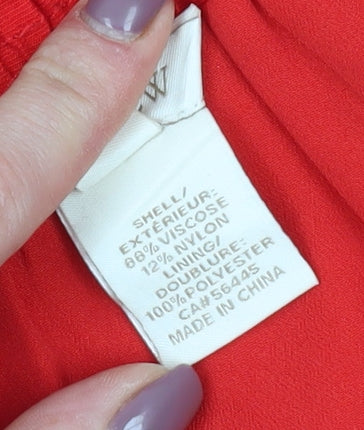 W
SHELL/
EXTÉRIEUR:
88% VISCOSE
12% NYLON
LINING/
DOUBLURE:
100% POLYESTER
CA# 56445
MADE IN CHINA